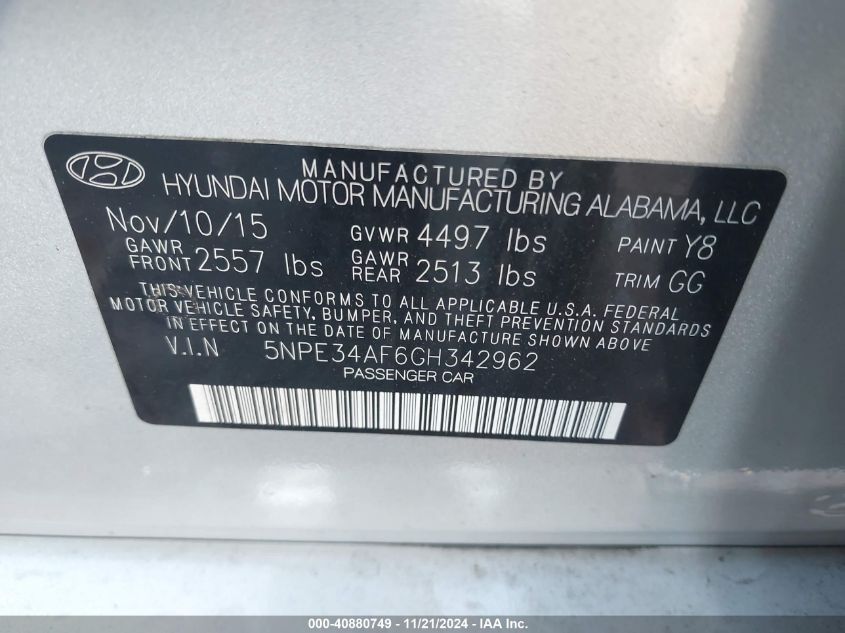 MANUFACTURED BY
HYUNDAI MOTOR MANUFACTURING ALABAMA, LLC
Nov/10/15 GVWR 4497 lbs PAINT Y8
GAWR FRONT 2557 lbs GAWR REAR 2513 lbs TRIM GG
THIS VEHICLE CONFORMS TO ALL APPLICABLE U.S.A. FEDERAL
MOTOR VEHICLE SAFETY, BUMPER, AND THEFT PREVENTION STANDARDS
IN EFFECT ON THE DATE OF MANUFACTURE SHOWN ABOVE
V.I.N 5NPE34AF6GH342962
PASSENGER CAR
000-40880749 - 11/21/2024 - IAA Inc.